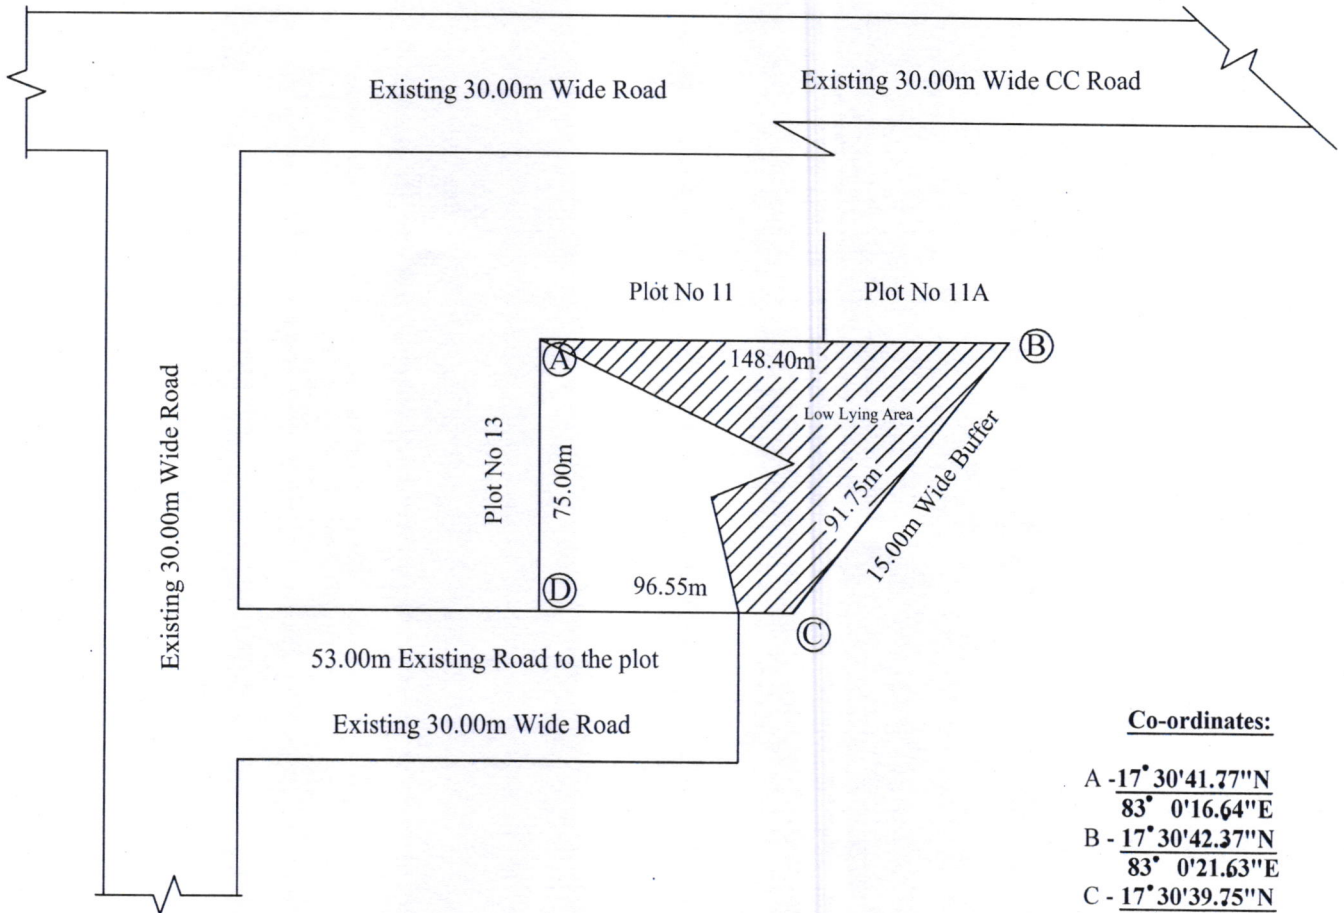 Existing 30.00m Wide Road
Existing 30.00m Wide CC Road
Plot No 11
Plot No 11A
A
148.40m
B
Low Lying Area
Existing 30.00m Wide Road
Plot No 13
75.00m
91.75m
15.00m Wide Buffer
D
96.55m
C
53.00m Existing Road to the plot
Existing 30.00m Wide Road
Co-ordinates:
A - 17° 30'41.77"N
83° 0'16.64"E
B - 17° 30'42.37"N
83° 0'21.63"E
C - 17° 30'39.75"N